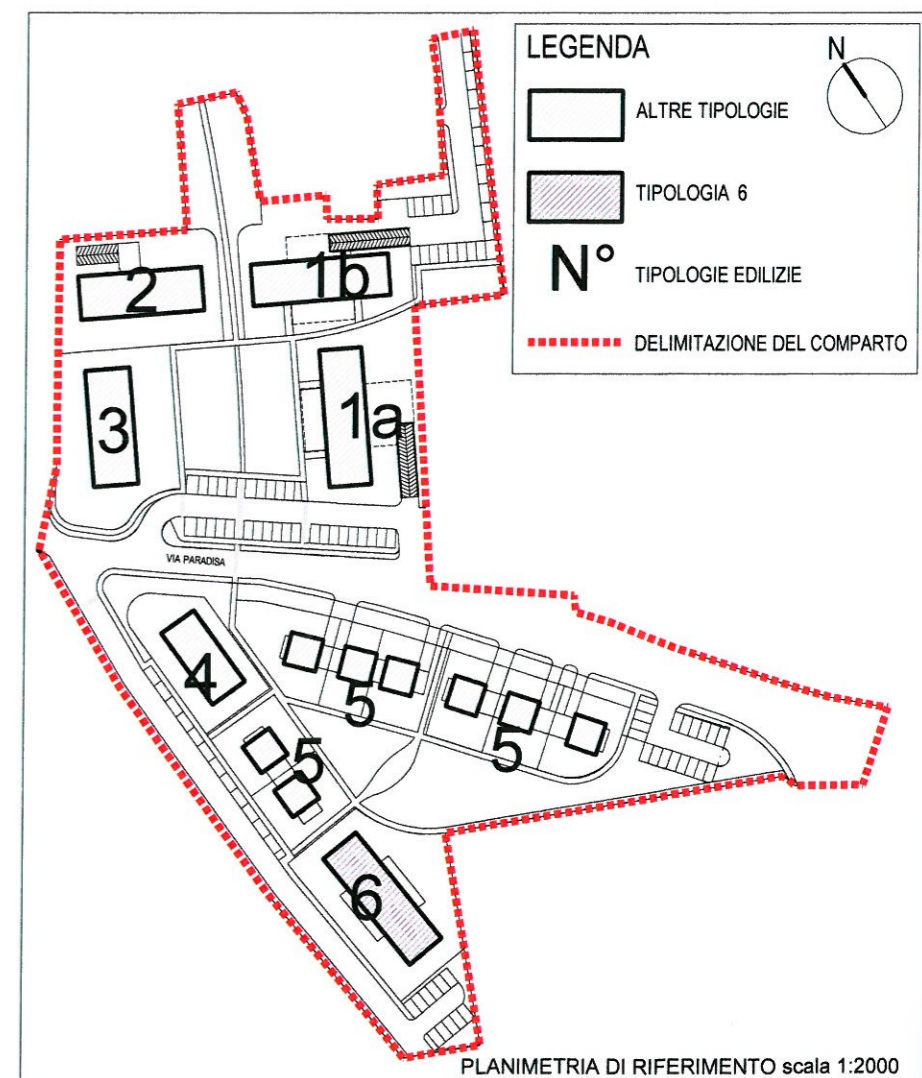 LEGENDA
N
ALTRE TIPOLOGIE
TIPOLOGIA 6
N° TIPOLOGIE EDILIZIE
DELIMITAZIONE DEL COMPARTO
2
1b
3
1a
VIA PARADISA
4
5
5
5
6
PLANIMETRIA DI RIFERIMENTO scala 1:2000